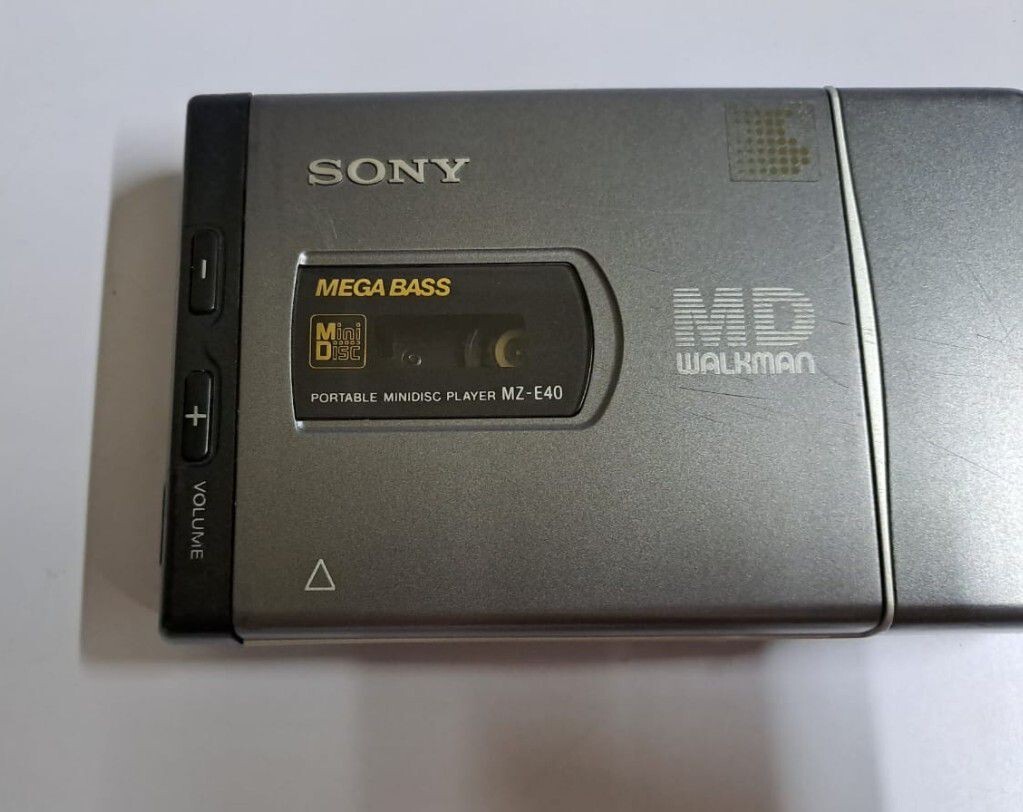 SONY
MEGA BASS
Mini
Disc
PORTABLE MINIDISC PLAYER MZ-E40
MD
WALKMAN
-
+
VOLUME